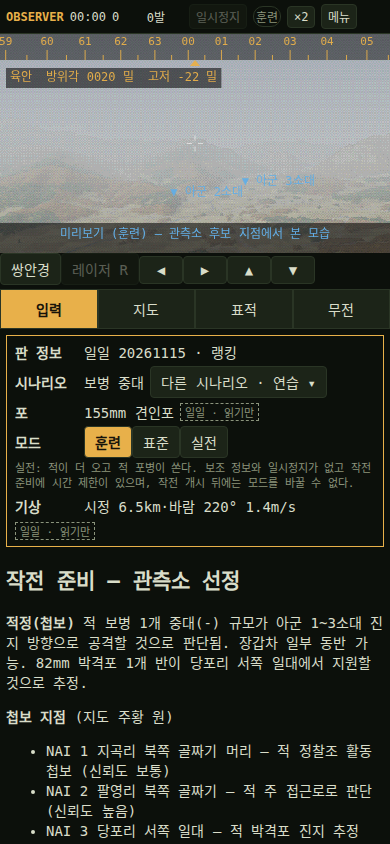 OBSERVER 00:00 0 0발 일시정지 훈련 ×2 메뉴
59 60 61 62 63 00 01 02 03 04 05
육안 방위각 0020 밀 고저 -22 밀
▼ 아군 2소대
미리보기 (훈련) — 관측소 후보 지점에서 본 모습
쌍안경 레이저 R ◀ ▶ ▲ ▼
입력 지도 표적 무전
판 정보 일일 20261115 · 랭킹
시나리오 보병 중대 다른 시나리오 · 연습 ▾
포 155mm 견인포 일일 · 읽기만
모드 훈련 표준 실전
실전: 적이 더 오고 적 포병이 쏜다. 보조 정보와 일시정지가 없고 작전
준비에 시간 제한이 있으며, 작전 개시 뒤에는 모드를 바꿀 수 없다.
기상 시정 6.5km·바람 220° 1.4m/s
일일 · 읽기만
작전 준비 — 관측소 선정
적정(첩보) 적 보병 1개 중대(-) 규모가 아군 1~3소대 진
지 방향으로 공격할 것으로 판단됨. 장갑차 일부 동반 가
능. 82mm 박격포 1개 반이 당포리 서쪽 일대에서 지원할
것으로 추정.
첩보 지점 (지도 주황 원)
• NAI 1 지곡리 북쪽 골짜기 머리 — 적 정찰조 활동
첩보 (신뢰도 보통)
• NAI 2 팔영리 북쪽 골짜기 — 적 주 접근로로 판단
(신뢰도 높음)
• NAI 3 당포리 서쪽 일대 — 적 박격포 진지 추정